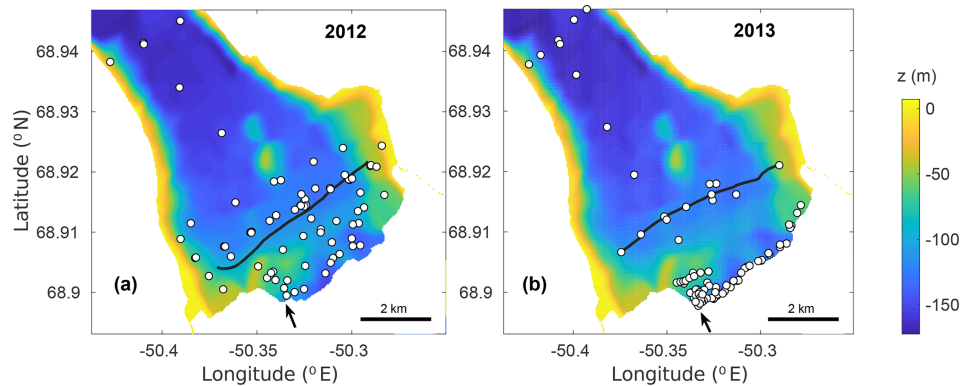 2012
2013
z (m)
68.94
68.93
68.92
68.91
68.9
Latitude (°N)
(a)
2 km
-50.4
-50.35
-50.3
Longitude (°E)
68.94
68.93
68.92
68.91
68.9
(b)
2 km
-50.4
-50.35
-50.3
Longitude (°E)
0
-50
-100
-150